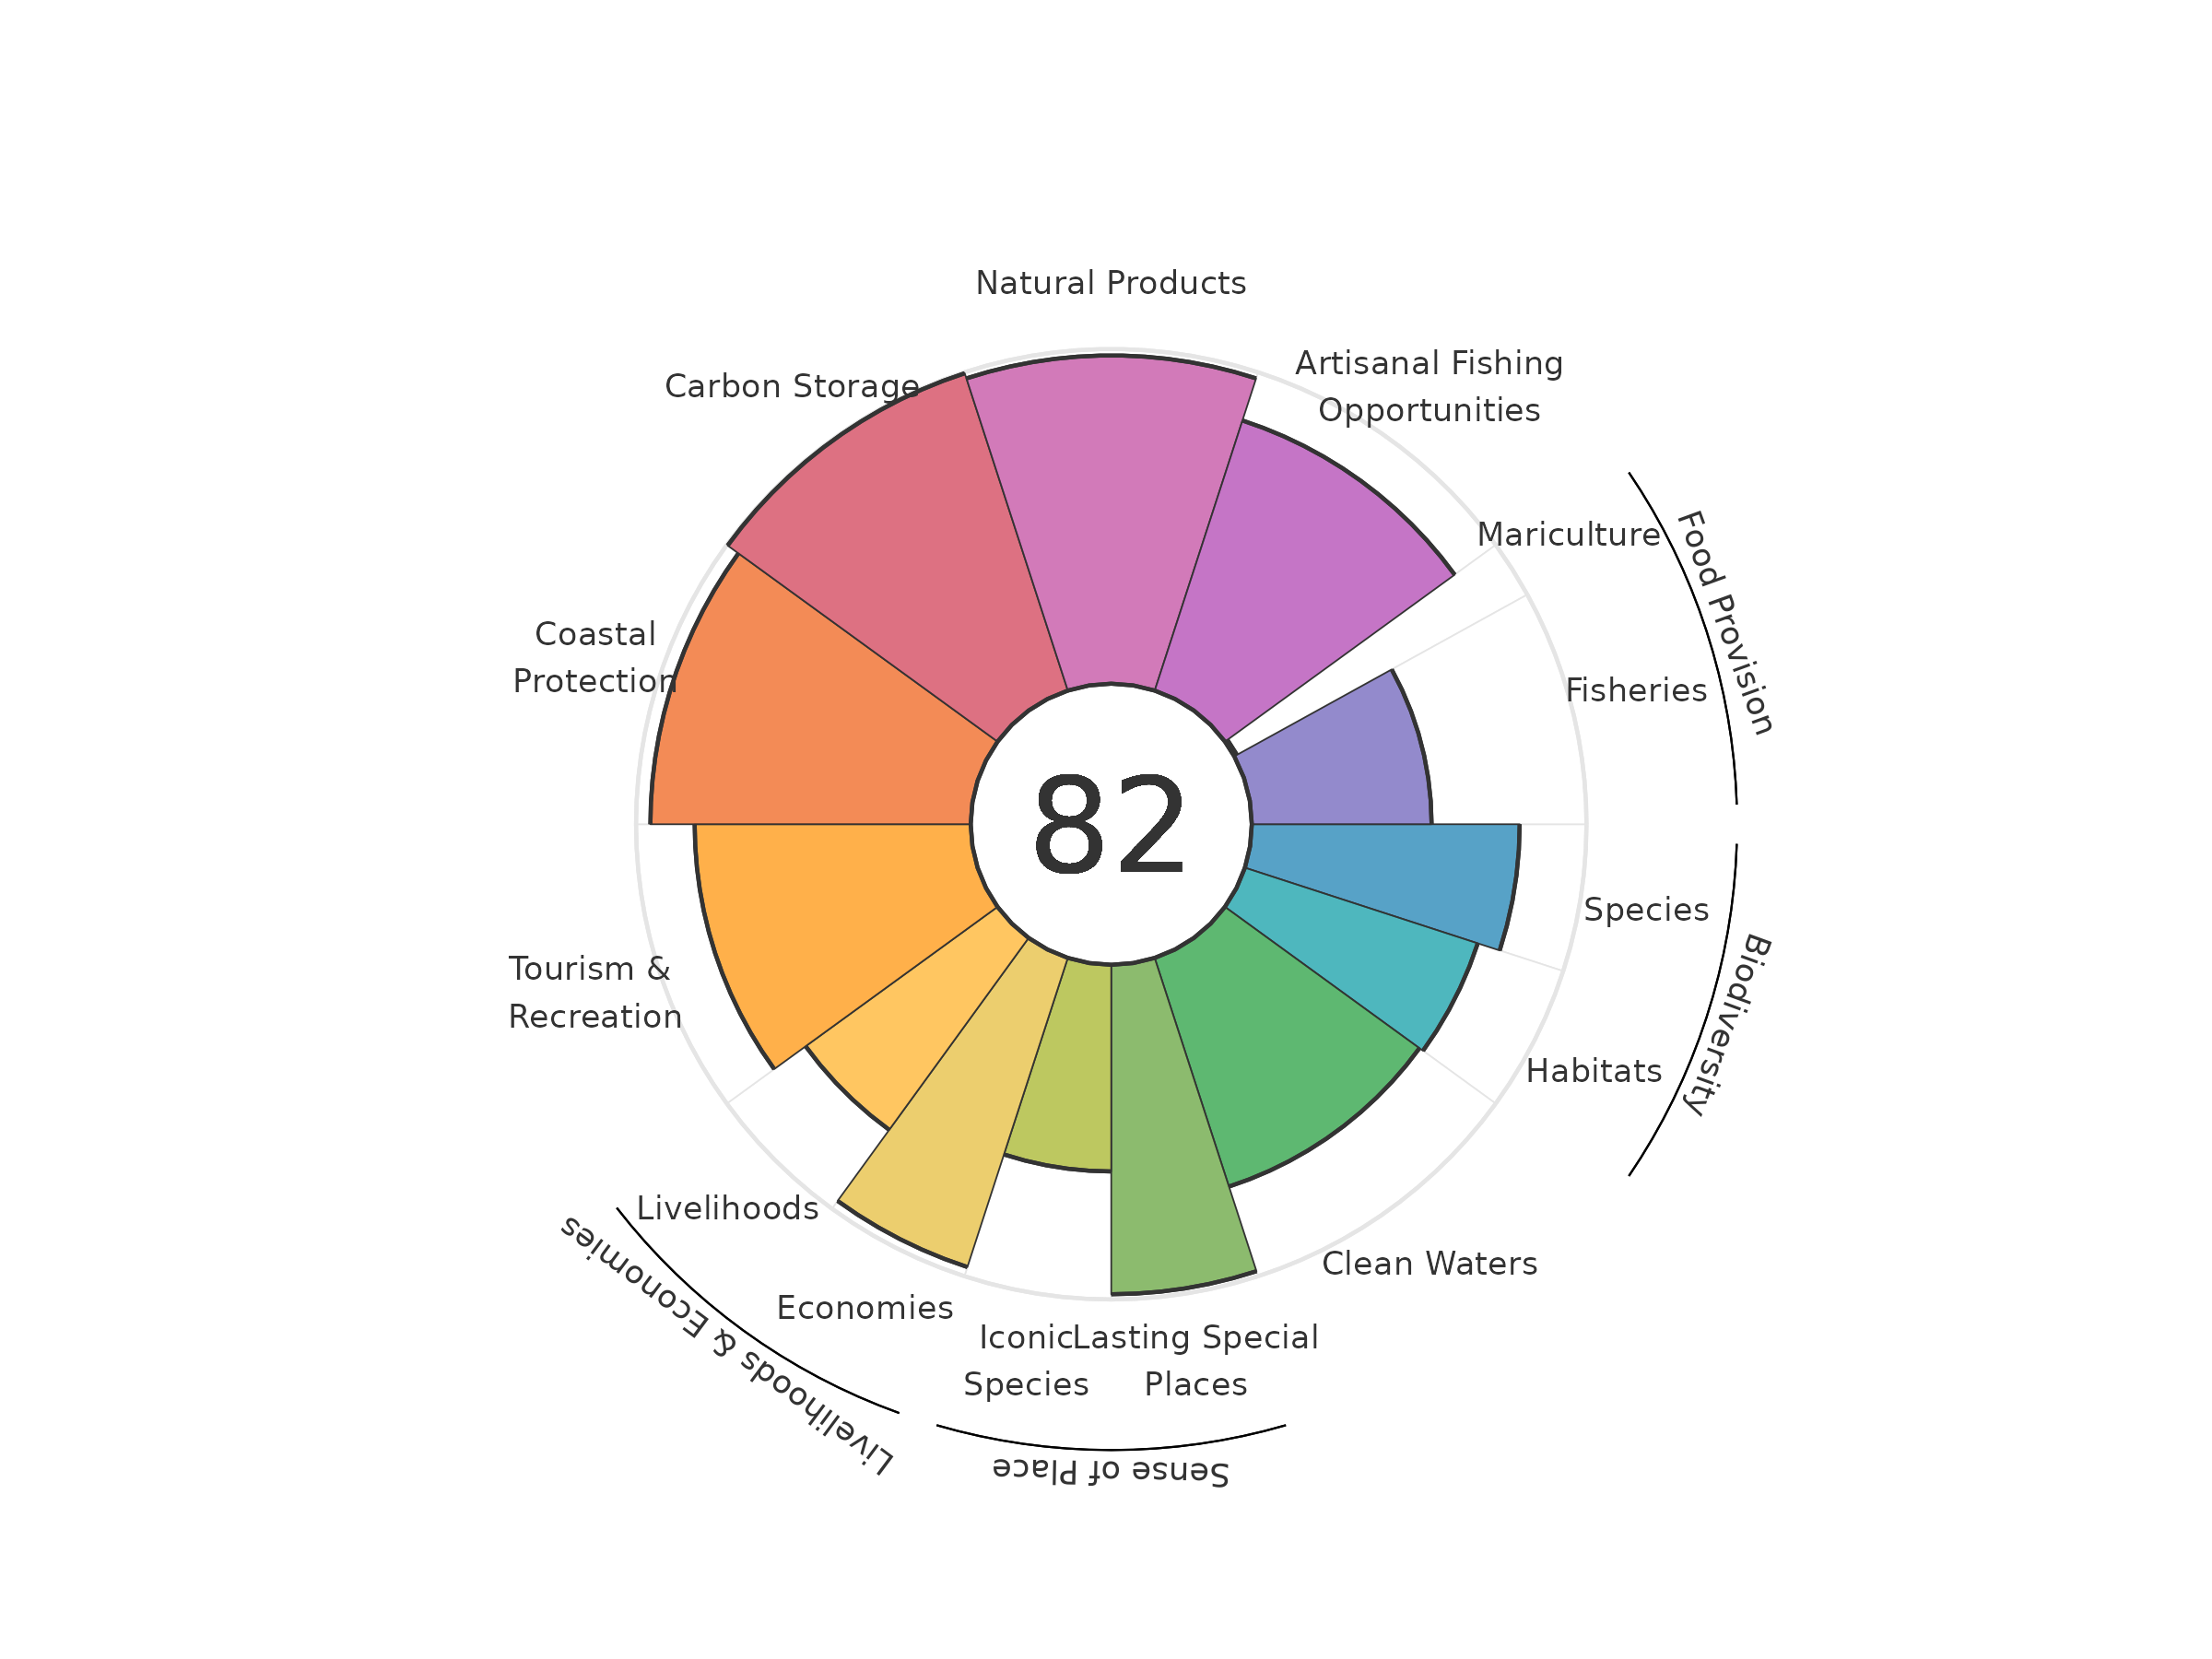 Natural Products
Artisanal Fishing
Opportunities
Carbon Storage
Mariculture
Food Provision
Coastal
Protection
Fisheries
82
Species
Biodiversity
Tourism &
Recreation
Habitats
Livelihoods
Clean Waters
Livelihoods & Economies
Economies
Iconic
Species
Lasting Special
Places
Sense of Place